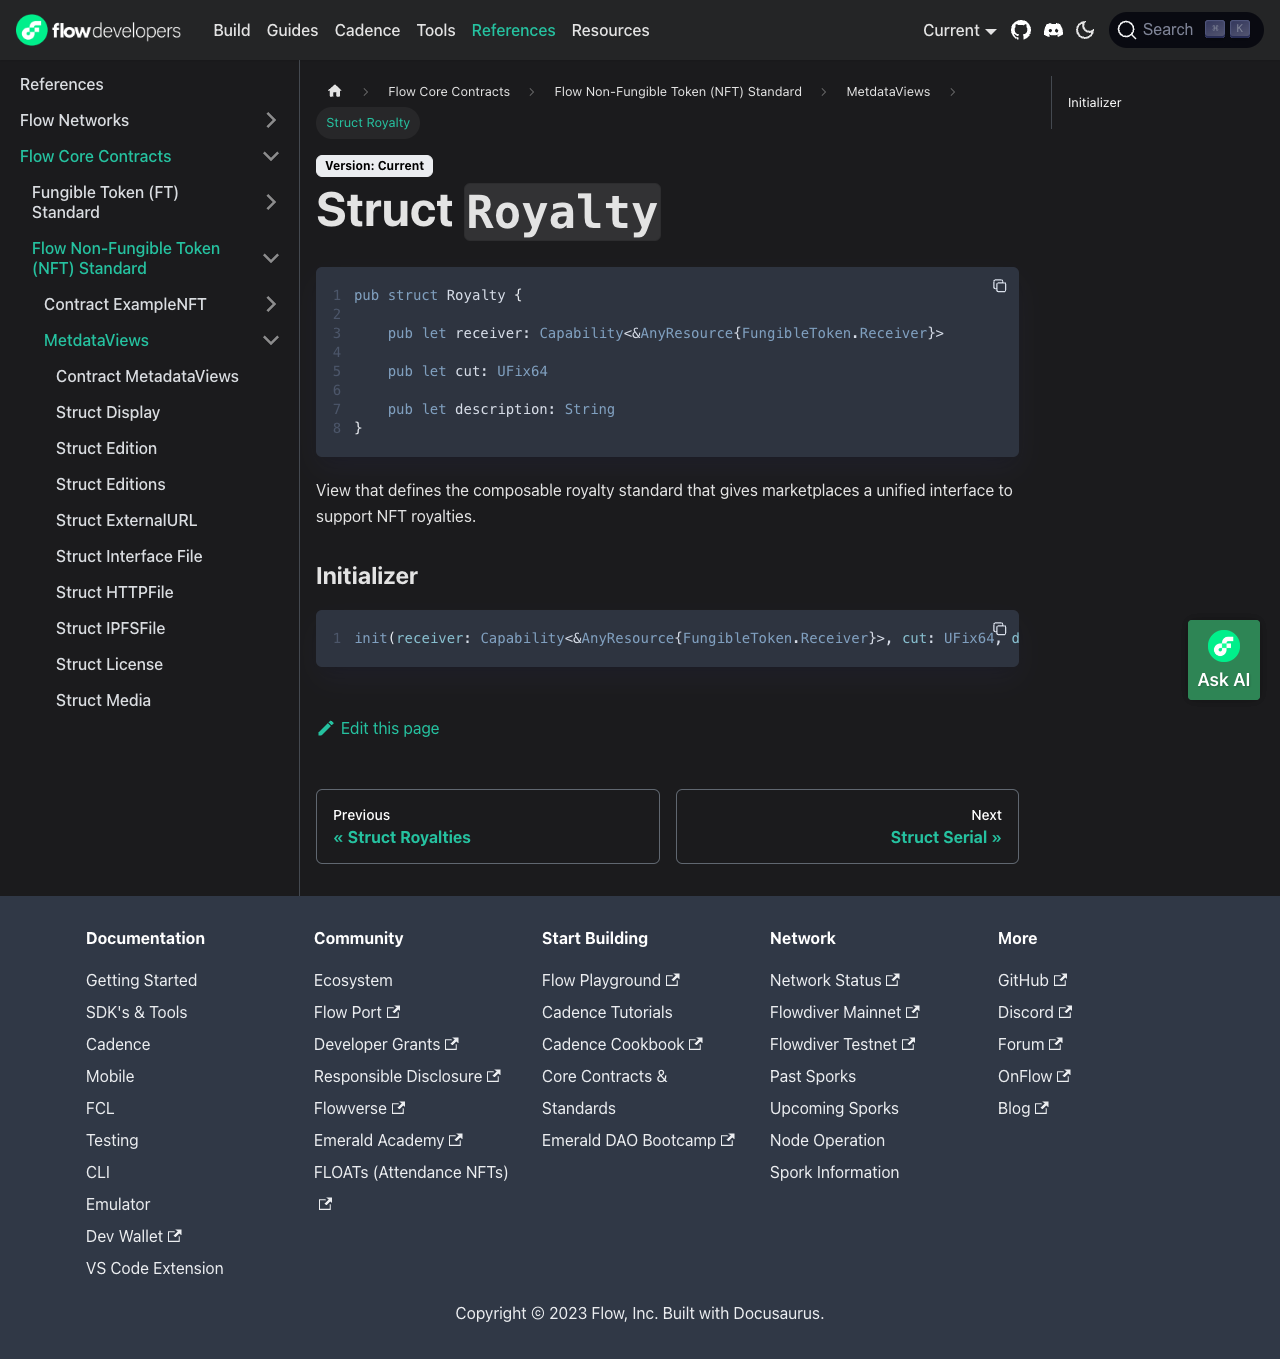 flowdevelopers
Build
Guides
Cadence
Tools
References
Resources
Current
Search
⌘ K
References
Flow Networks
Flow Core Contracts
Fungible Token (FT)
Standard
Flow Non-Fungible Token
(NFT) Standard
Contract ExampleNFT
MetdataViews
Contract MetadataViews
Struct Display
Struct Edition
Struct Editions
Struct ExternalURL
Struct Interface File
Struct HTTPFile
Struct IPFSFile
Struct License
Struct Media
Flow Core Contracts
Flow Non-Fungible Token (NFT) Standard
MetdataViews
Struct Royalty
Version: Current
Struct Royalty
1 pub struct Royalty {
2
3     pub let receiver: Capability<&AnyResource{FungibleToken.Receiver}>
4
5     pub let cut: UFix64
6
7     pub let description: String
8 }
View that defines the composable royalty standard that gives marketplaces a unified interface to
support NFT royalties.
Initializer
1 init(receiver: Capability<&AnyResource{FungibleToken.Receiver}>, cut: UFix64, d
Edit this page
Previous
« Struct Royalties
Next
Struct Serial »
Initializer
Ask AI
Documentation
Getting Started
SDK's & Tools
Cadence
Mobile
FCL
Testing
CLI
Emulator
Dev Wallet
VS Code Extension
Community
Ecosystem
Flow Port
Developer Grants
Responsible Disclosure
Flowverse
Emerald Academy
FLOATs (Attendance NFTs)
Start Building
Flow Playground
Cadence Tutorials
Cadence Cookbook
Core Contracts &
Standards
Emerald DAO Bootcamp
Network
Network Status
Flowdiver Mainnet
Flowdiver Testnet
Past Sporks
Upcoming Sporks
Node Operation
Spork Information
More
GitHub
Discord
Forum
OnFlow
Blog
Copyright © 2023 Flow, Inc. Built with Docusaurus.